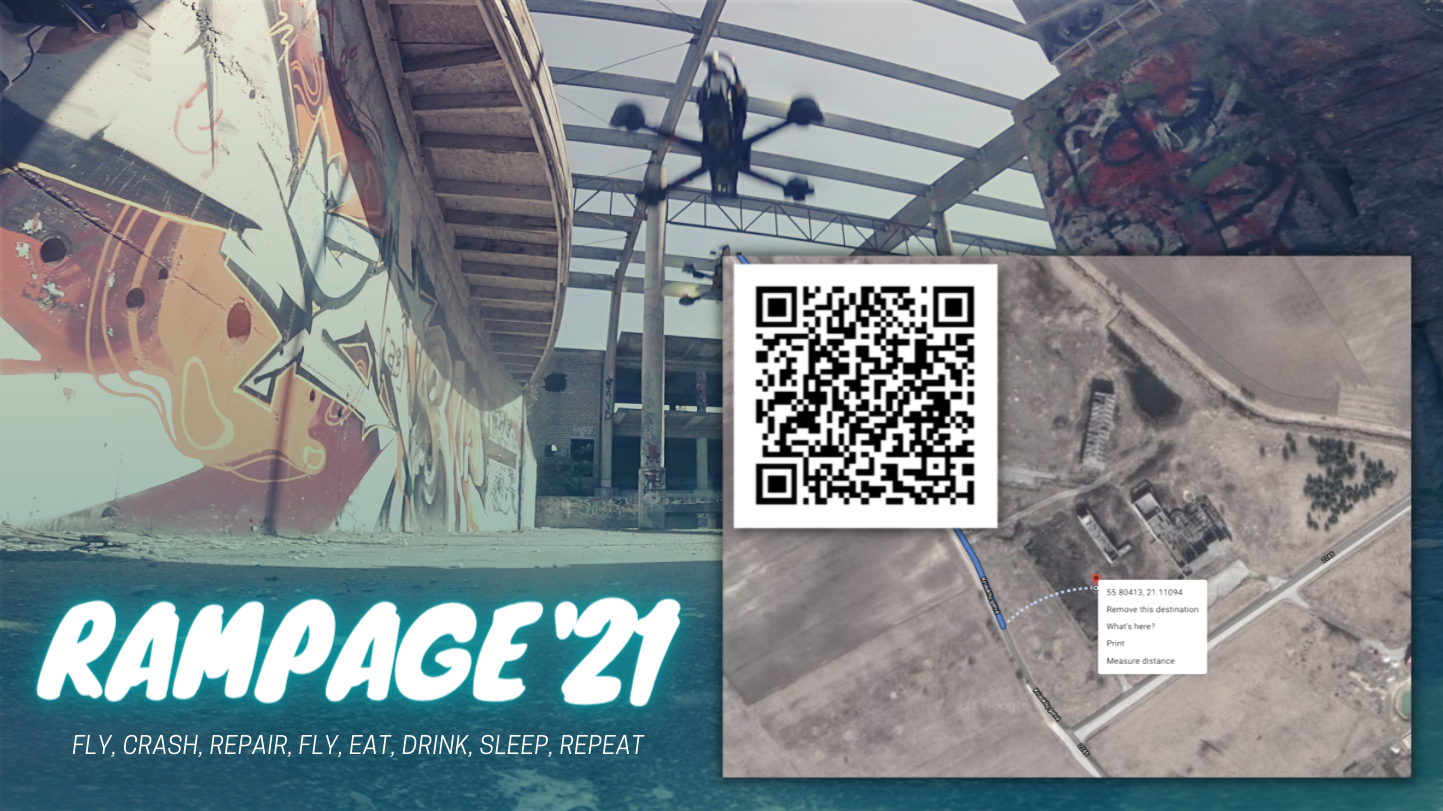 RAMPAGE'21
FLY, CRASH, REPAIR, FLY, EAT, DRINK, SLEEP, REPEAT
55.80413, 21.11094
Remove this destination
What's here?
Print
Measure distance